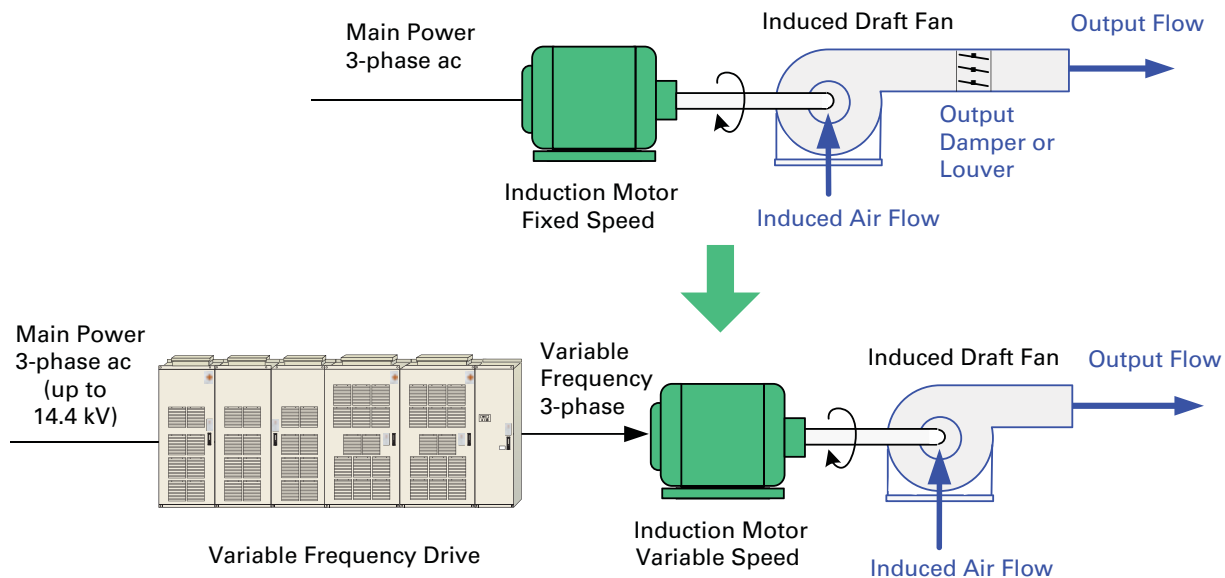 Main Power
3-phase ac
Induced Draft Fan
Output Flow
Output
Damper or
Louver
Induction Motor
Fixed Speed
Induced Air Flow
Main Power
3-phase ac
(up to
14.4 kV)
Variable
Frequency
3-phase
Induced Draft Fan
Output Flow
Variable Frequency Drive
Induction Motor
Variable Speed
Induced Air Flow